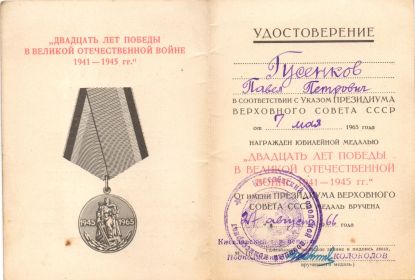 „ДВАДЦАТЬ ЛЕТ ПОБЕДЫ
В ВЕЛИКОЙ ОТЕЧЕСТВЕННОЙ ВОЙНЕ
1941—1945 гг.“
1945 1965
УДОСТОВЕРЕНИЕ
Гусенков
Павел Петрович
В СООТВЕТСТВИИ С УКАЗОМ ПРЕЗИДИУМА
ВЕРХОВНОГО СОВЕТА СССР
от 7 мая 1965 года
НАГРАЖДЕН ЮБИЛЕЙНОЙ МЕДАЛЬЮ
„ДВАДЦАТЬ ЛЕТ ПОБЕДЫ
В ВЕЛИКОЙ ОТЕЧЕСТВЕННОЙ
ВОЙНЕ 1941—1945 гг.“
От имени ПРЕЗИДИУМА ВЕРХОВНОГО
СОВЕТА СССР МЕДАЛЬ ВРУЧЕНА
августа 66 года
КОЛОБОДОВ